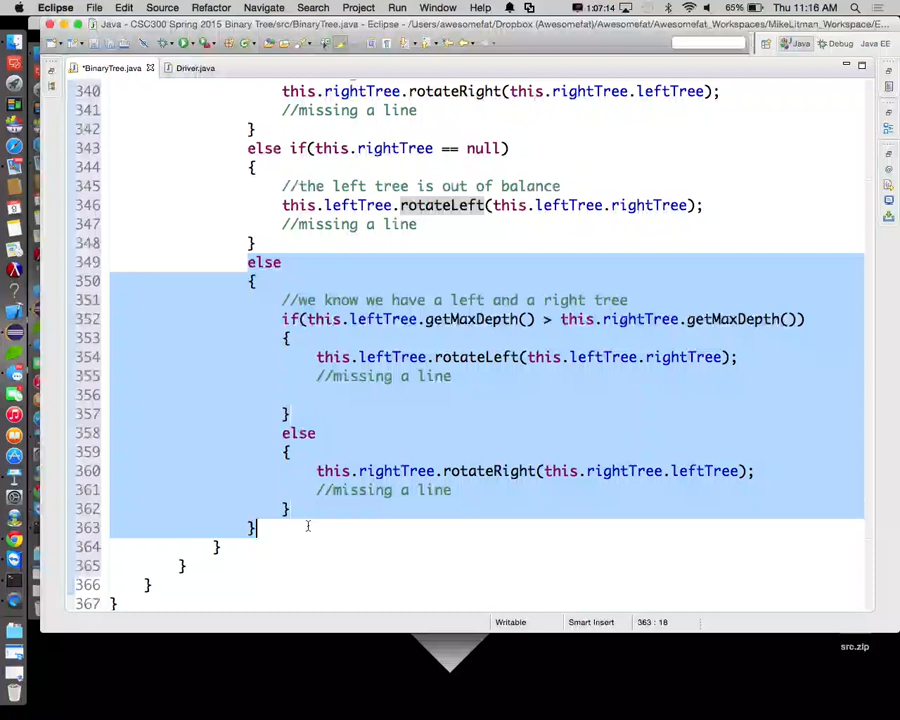 Eclipse File Edit Source Refactor Navigate Search Project Run Window Help 1:07:14 65% Thu 11:16 AM
Java - CSC300 Spring 2015 Binary Tree/src/BinaryTree.java - Eclipse - /Users/awesomefat/Dropbox (Awesomefat)/Awesomefat/Awesomefat_Workspaces/MikeLitman_Workspace/E...
Java Debug Java EE
*BinaryTree.java Driver.java
340 this.rightTree.rotateRight(this.rightTree.leftTree);
341 //missing a line
342 }
343 else if(this.rightTree == null)
344 {
345 //the left tree is out of balance
346 this.leftTree.rotateLeft(this.leftTree.rightTree);
347 //missing a line
348 }
349 else
350 {
351 //we know we have a left and a right tree
352 if(this.leftTree.getMaxDepth() > this.rightTree.getMaxDepth())
353 {
354 this.leftTree.rotateLeft(this.leftTree.rightTree);
355 //missing a line
356
357 }
358 else
359 {
360 this.rightTree.rotateRight(this.rightTree.leftTree);
361 //missing a line
362 }
363 }
364 }
365 }
366 }
367 }
Writable Smart Insert 363 : 18
src.zip